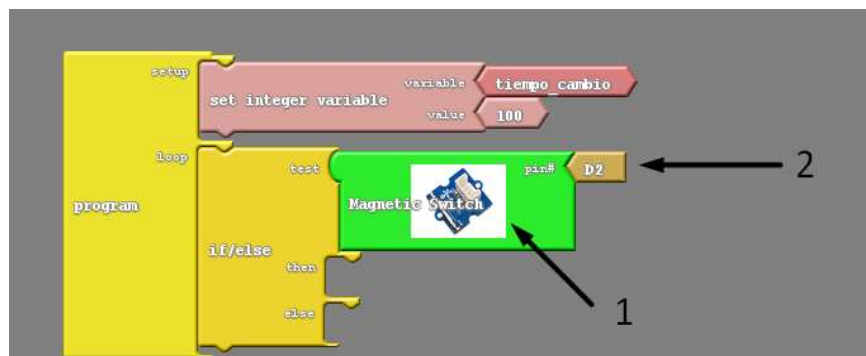 setup
set integer variable
variable
tiempo_cambio
value
100
loop
test
Magnetic Switch
pin#
D2
2
program
if/else
then
else
1